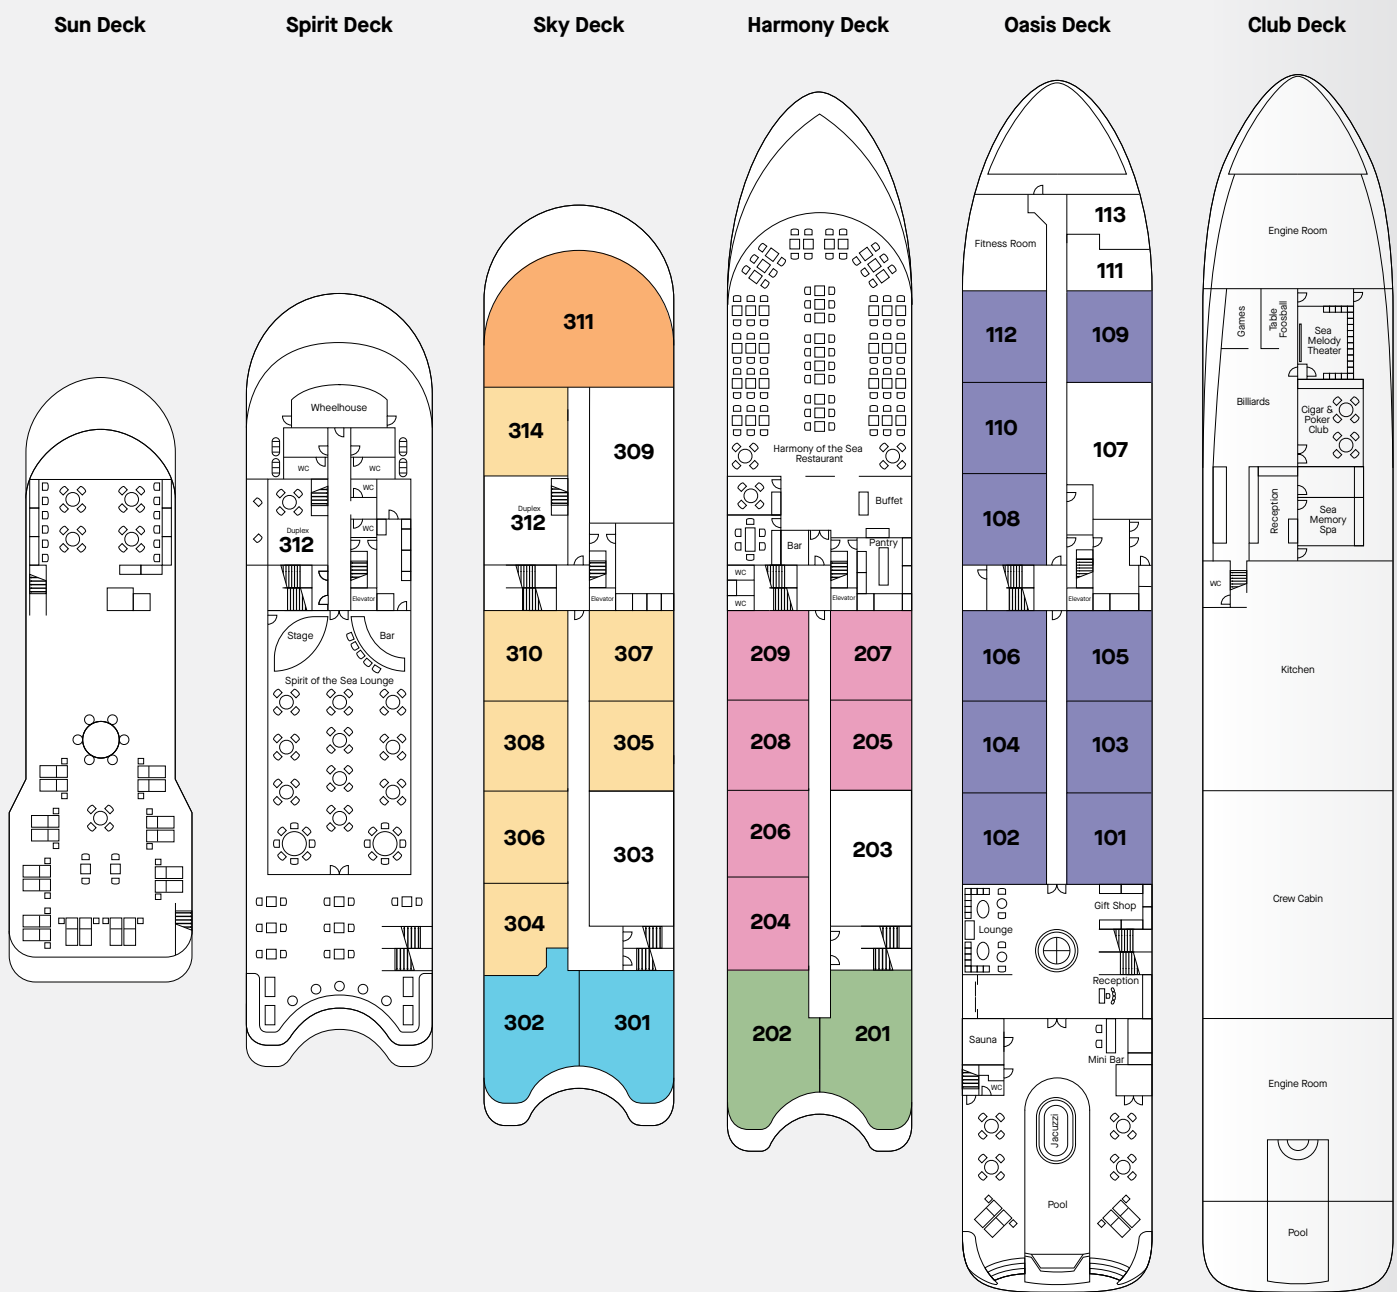 Sun Deck
Spirit Deck
Sky Deck
Harmony Deck
Oasis Deck
Club Deck
Wheelhouse
WC
WC
WC
WC
Duplex
312
Elevator
Stage
Bar
Spirit of the Sea Lounge
311
314
309
Duplex
312
Elevator
310
307
308
305
306
303
304
302
301
Harmony of the Sea
Restaurant
Buffet
Bar
Pantry
WC
WC
Elevator
209
207
208
205
206
203
204
202
201
113
Fitness Room
111
112
109
110
107
108
Elevator
106
105
104
103
102
101
Gift Shop
Lounge
Reception
Sauna
Mini Bar
WC
Jacuzzi
Pool
Engine Room
Games
Table
Foosball
Sea
Melody
Theater
Billiards
Cigar &
Poker
Club
Reception
Sea
Memory
Spa
WC
Kitchen
Crew Cabin
Engine Room
Pool